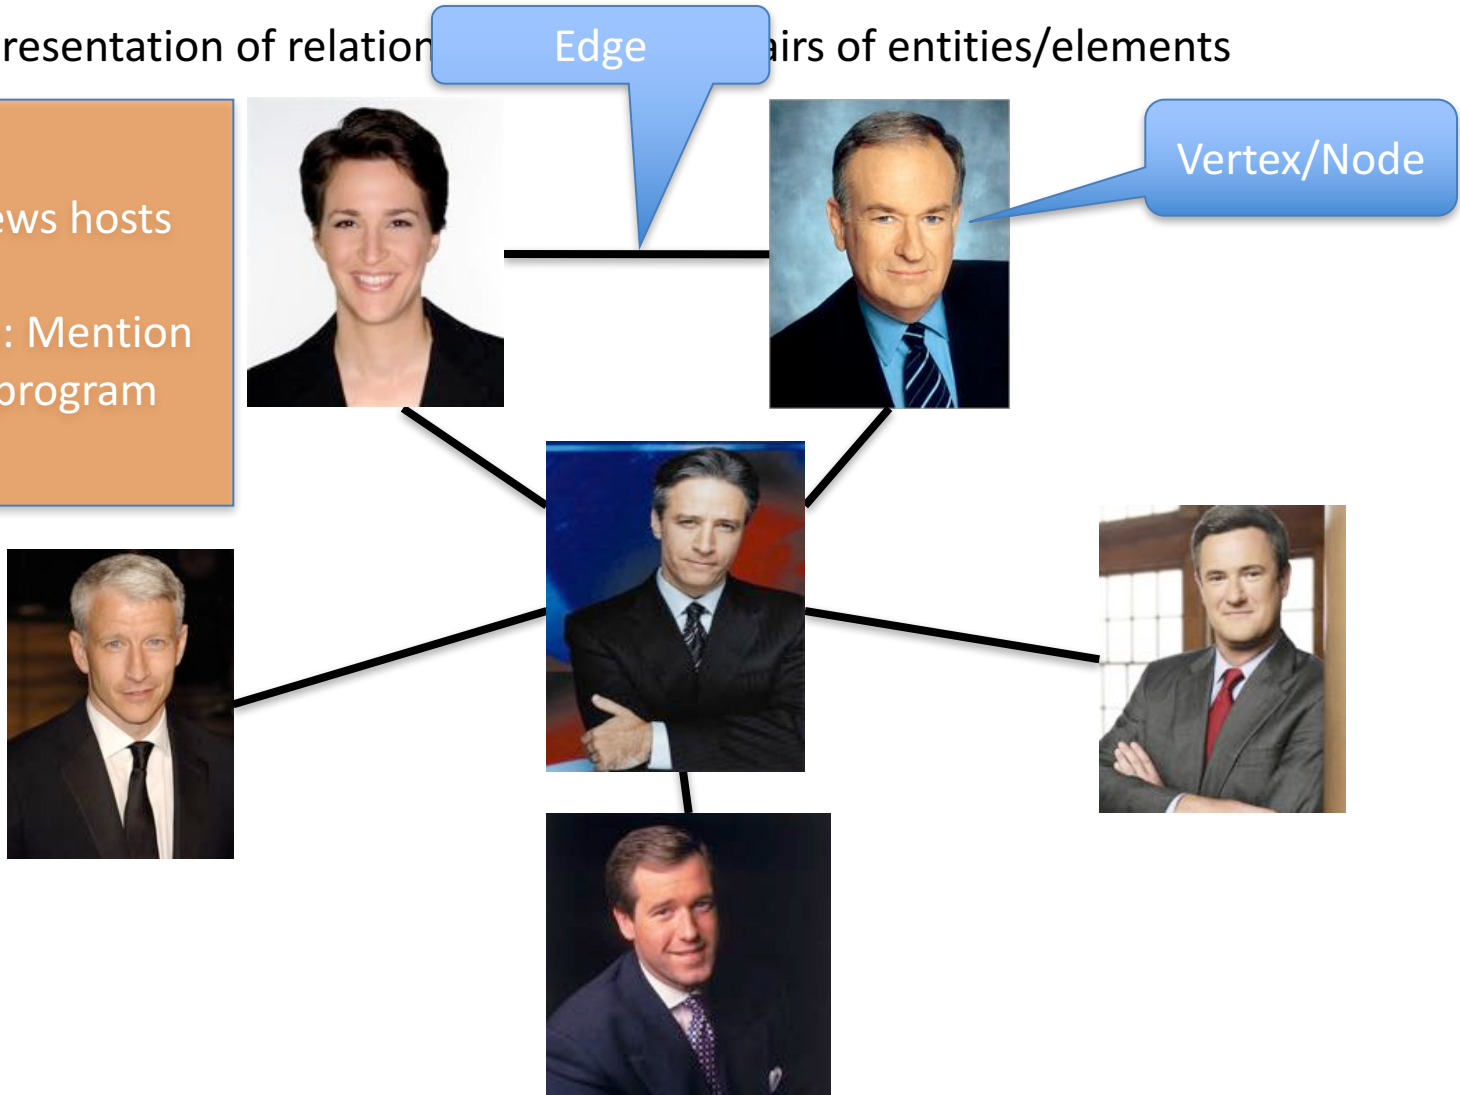 resentation of relation
Edge
airs of entities/elements
Vertex/Node
ews hosts
: Mention
program